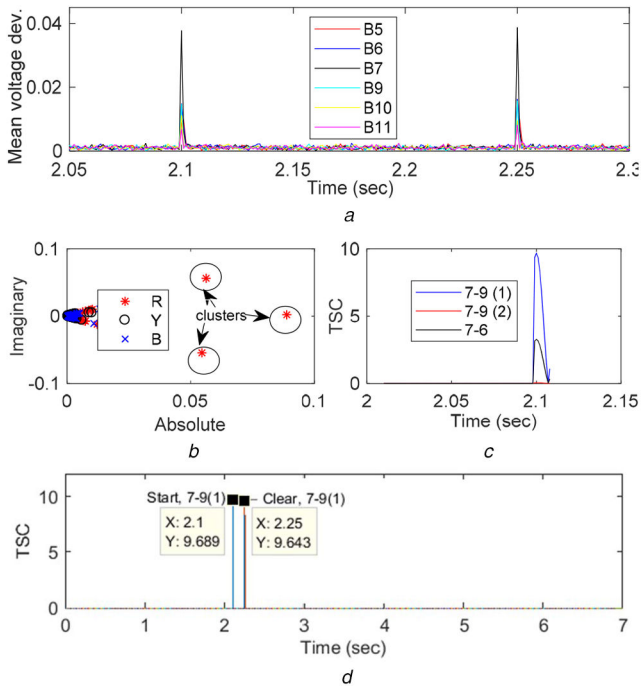 Mean voltage dev.
0.04
0.02
0
B5
B6
B7
B9
B10
B11
2.05
2.1
2.15
2.2
2.25
2.3
Time (sec)
a
Imaginary
0.1
0
-0.1
R
Y
B
clusters
0
0.05
0.1
Absolute
b
TSC
10
5
0
7-9 (1)
7-9 (2)
7-6
2
2.05
2.1
2.15
Time (sec)
c
TSC
10
5
0
Start, 7-9(1)
Clear, 7-9(1)
X: 2.1
Y: 9.689
X: 2.25
Y: 9.643
0
1
2
3
4
5
6
7
Time (sec)
d